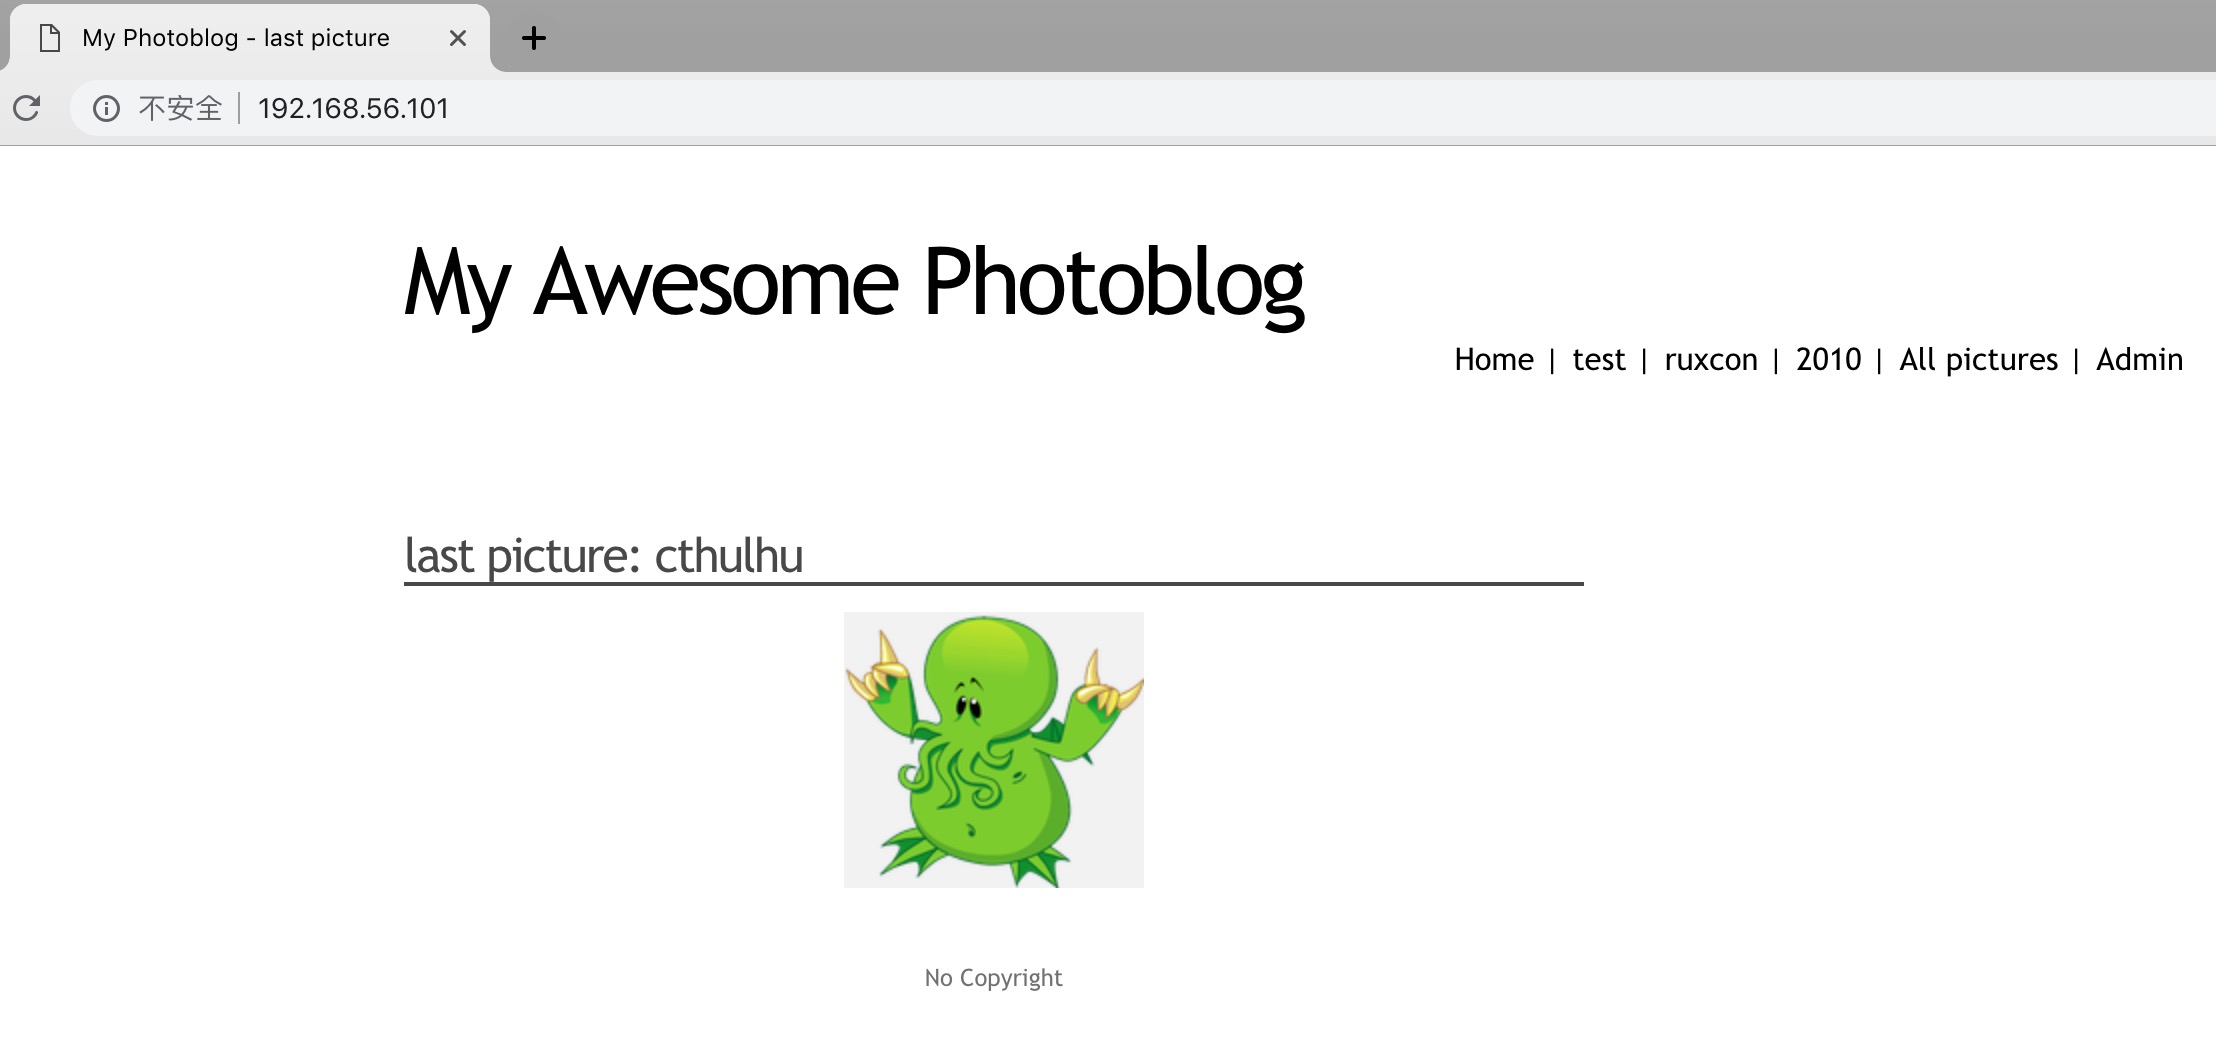 My Photoblog - last picture
不安全 192.168.56.101
My Awesome Photoblog
Home | test | ruxcon | 2010 | All pictures | Admin
last picture: cthulhu
No Copyright